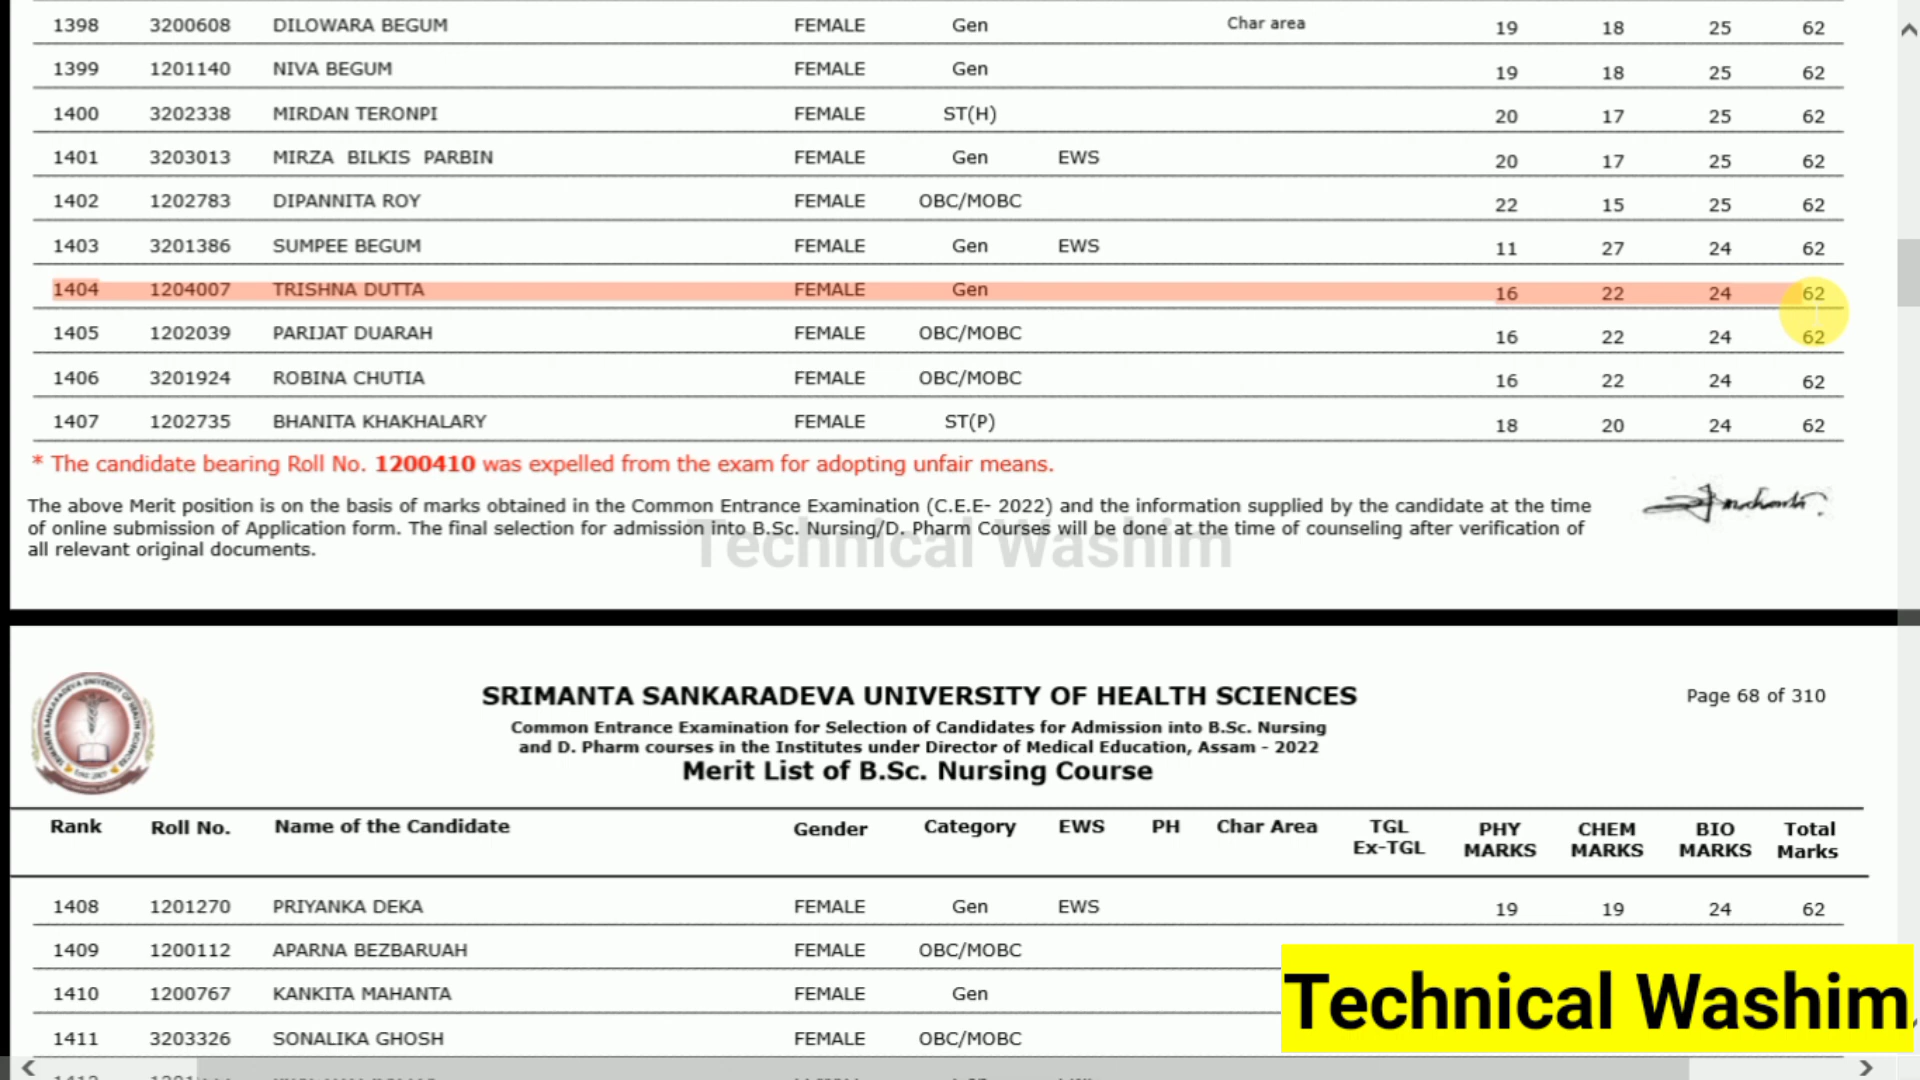 1398 3200608 DILOWARA BEGUM FEMALE Gen Char area 19 18 25 62
1399 1201140 NIVA BEGUM FEMALE Gen 19 18 25 62
1400 3202338 MIRDAN TERONPI FEMALE ST(H) 20 17 25 62
1401 3203013 MIRZA BILKIS PARBIN FEMALE Gen EWS 20 17 25 62
1402 1202783 DIPANNITA ROY FEMALE OBC/MOBC 22 15 25 62
1403 3201386 SUMPEE BEGUM FEMALE Gen EWS 11 27 24 62
1404 1204007 TRISHNA DUTTA FEMALE Gen 16 22 24 62
1405 1202039 PARIJAT DUARAH FEMALE OBC/MOBC 16 22 24 62
1406 3201924 ROBINA CHUTIA FEMALE OBC/MOBC 16 22 24 62
1407 1202735 BHANITA KHAKHALARY FEMALE ST(P) 18 20 24 62
* The candidate bearing Roll No. 1200410 was expelled from the exam for adopting unfair means.
The above Merit position is on the basis of marks obtained in the Common Entrance Examination (C.E.E- 2022) and the information supplied by the candidate at the time
of online submission of Application form. The final selection for admission into B.Sc. Nursing/D. Pharm Courses will be done at the time of counseling after verification of
all relevant original documents.
Technical Washim
SRIMANTA SANKARADEVA UNIVERSITY OF HEALTH SCIENCES
Page 68 of 310
Common Entrance Examination for Selection of Candidates for Admission into B.Sc. Nursing
and D. Pharm courses in the Institutes under Director of Medical Education, Assam - 2022
Merit List of B.Sc. Nursing Course
Rank Roll No. Name of the Candidate Gender Category EWS PH Char Area TGL PHY CHEM BIO Total
Ex-TGL MARKS MARKS MARKS Marks
1408 1201270 PRIYANKA DEKA FEMALE Gen EWS 19 19 24 62
1409 1200112 APARNA BEZBARUAH FEMALE OBC/MOBC
1410 1200767 KANKITA MAHANTA FEMALE Gen
1411 3203326 SONALIKA GHOSH FEMALE OBC/MOBC
Technical Washim